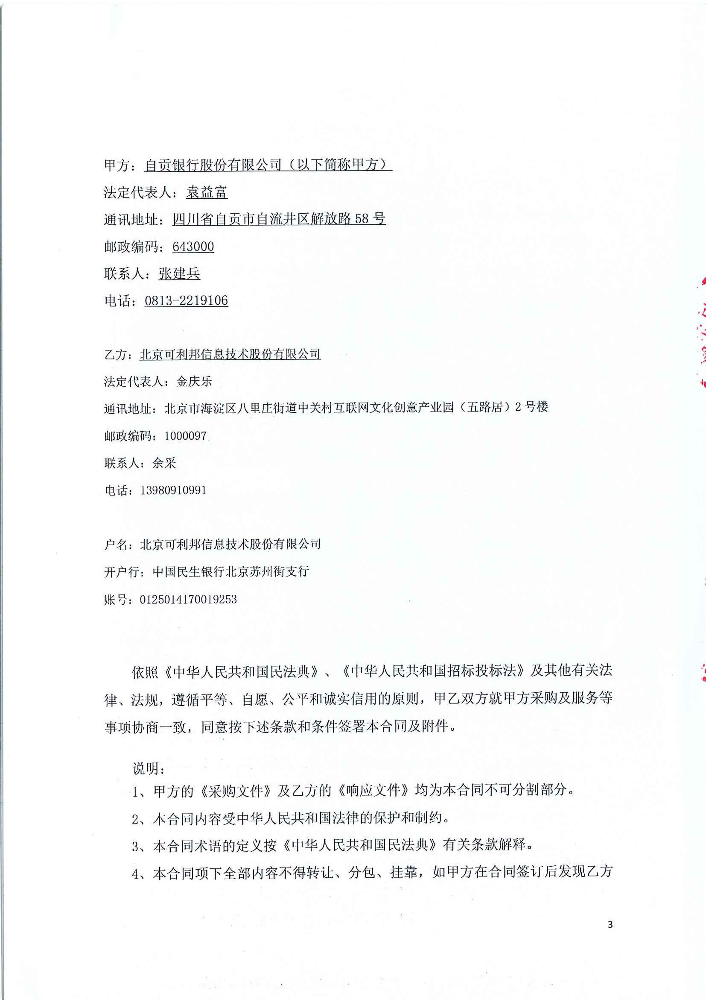 甲方：自贡银行股份有限公司（以下简称甲方）
法定代表人：袁益富
通讯地址：四川省自贡市自流井区解放路 58 号
邮政编码：643000
联系人：张建兵
电话：0813-2219106
乙方：北京可利邦信息技术股份有限公司
法定代表人：金庆乐
通讯地址：北京市海淀区八里庄街道中关村互联网文化创意产业园（五路居）2 号楼
邮政编码：1000097
联系人：余采
电话：13980910991
户名：北京可利邦信息技术股份有限公司
开户行：中国民生银行北京苏州街支行
账号：0125014170019253
依照《中华人民共和国民法典》、《中华人民共和国招标投标法》及其他有关法
律、法规，遵循平等、自愿、公平和诚实信用的原则，甲乙双方就甲方采购及服务等
事项协商一致，同意按下述条款和条件签署本合同及附件。
说明：
1、甲方的《采购文件》及乙方的《响应文件》均为本合同不可分割部分。
2、本合同内容受中华人民共和国法律的保护和制约。
3、本合同术语的定义按《中华人民共和国民法典》有关条款解释。
4、本合同项下全部内容不得转让、分包、挂靠，如甲方在合同签订后发现乙方
3